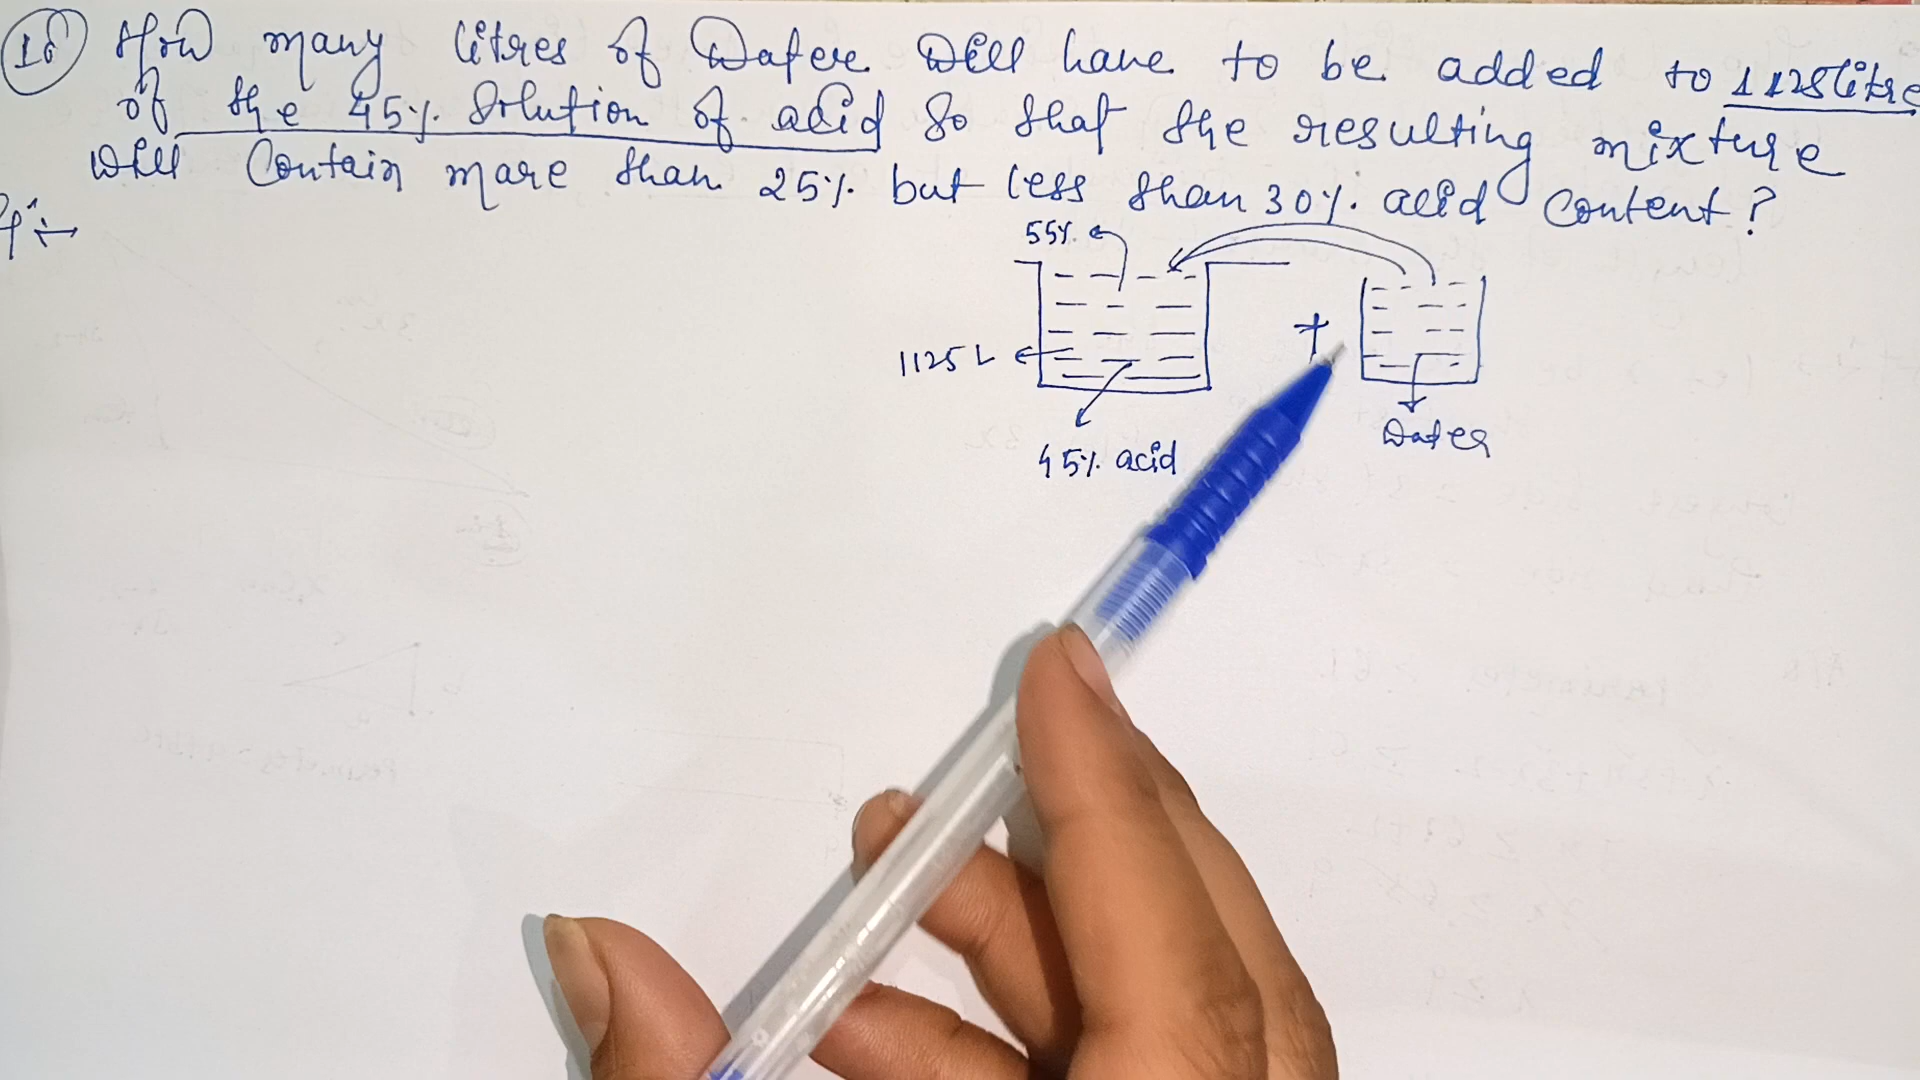 18 How many litres of Water Will have to be added to 1125 litre
of the 45% Solution of acid So that the resulting mixture
Will Contain more than 25% but less than 30% acid Content?
55%
1125 L
+
45% acid
Water